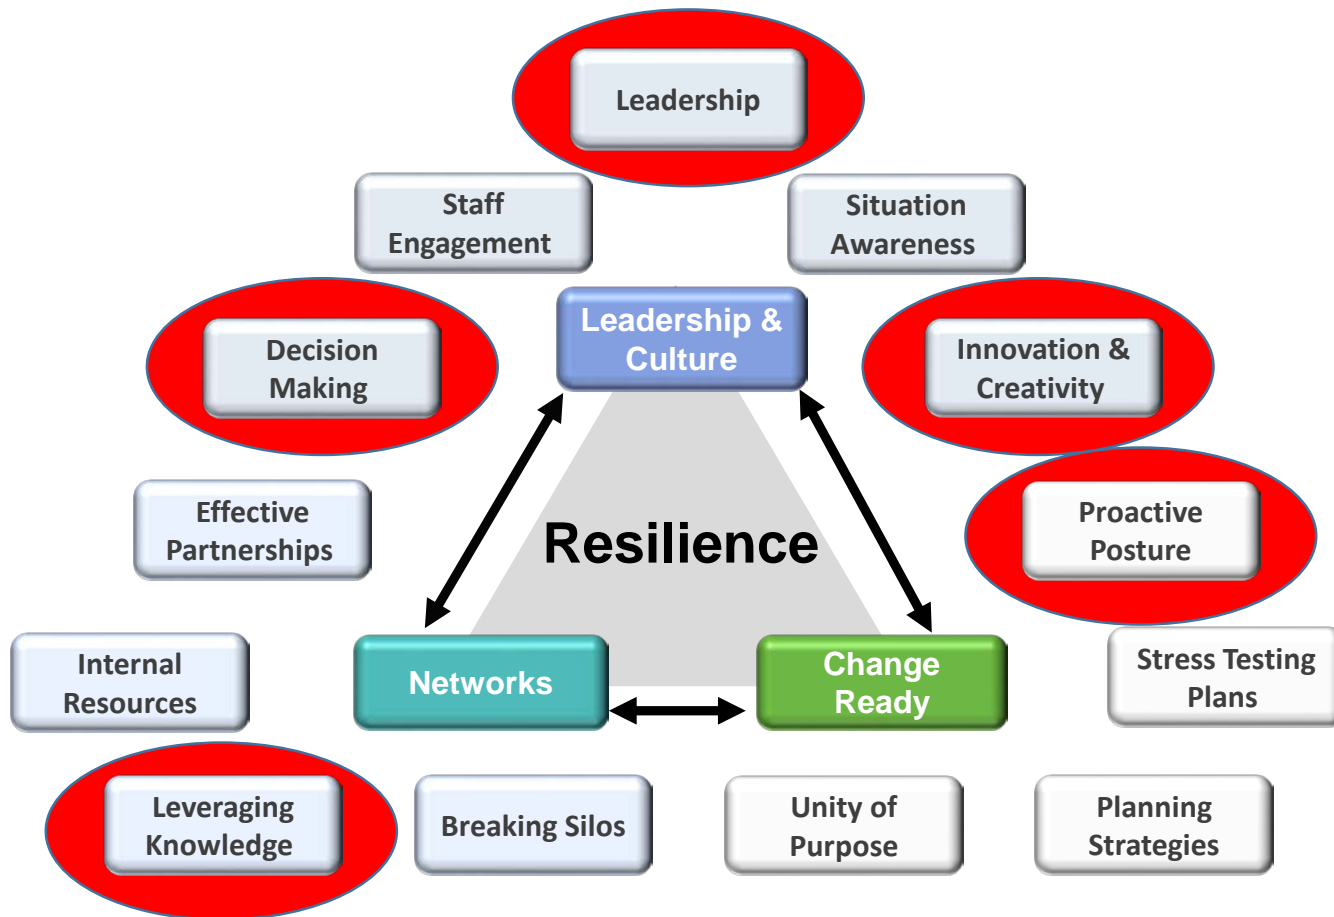 Leadership
Staff
Engagement
Situation
Awareness
Leadership &
Culture
Decision
Making
Innovation &
Creativity
Effective
Partnerships
Resilience
Proactive
Posture
Internal
Resources
Networks
Change
Ready
Stress Testing
Plans
Leveraging
Knowledge
Breaking Silos
Unity of
Purpose
Planning
Strategies